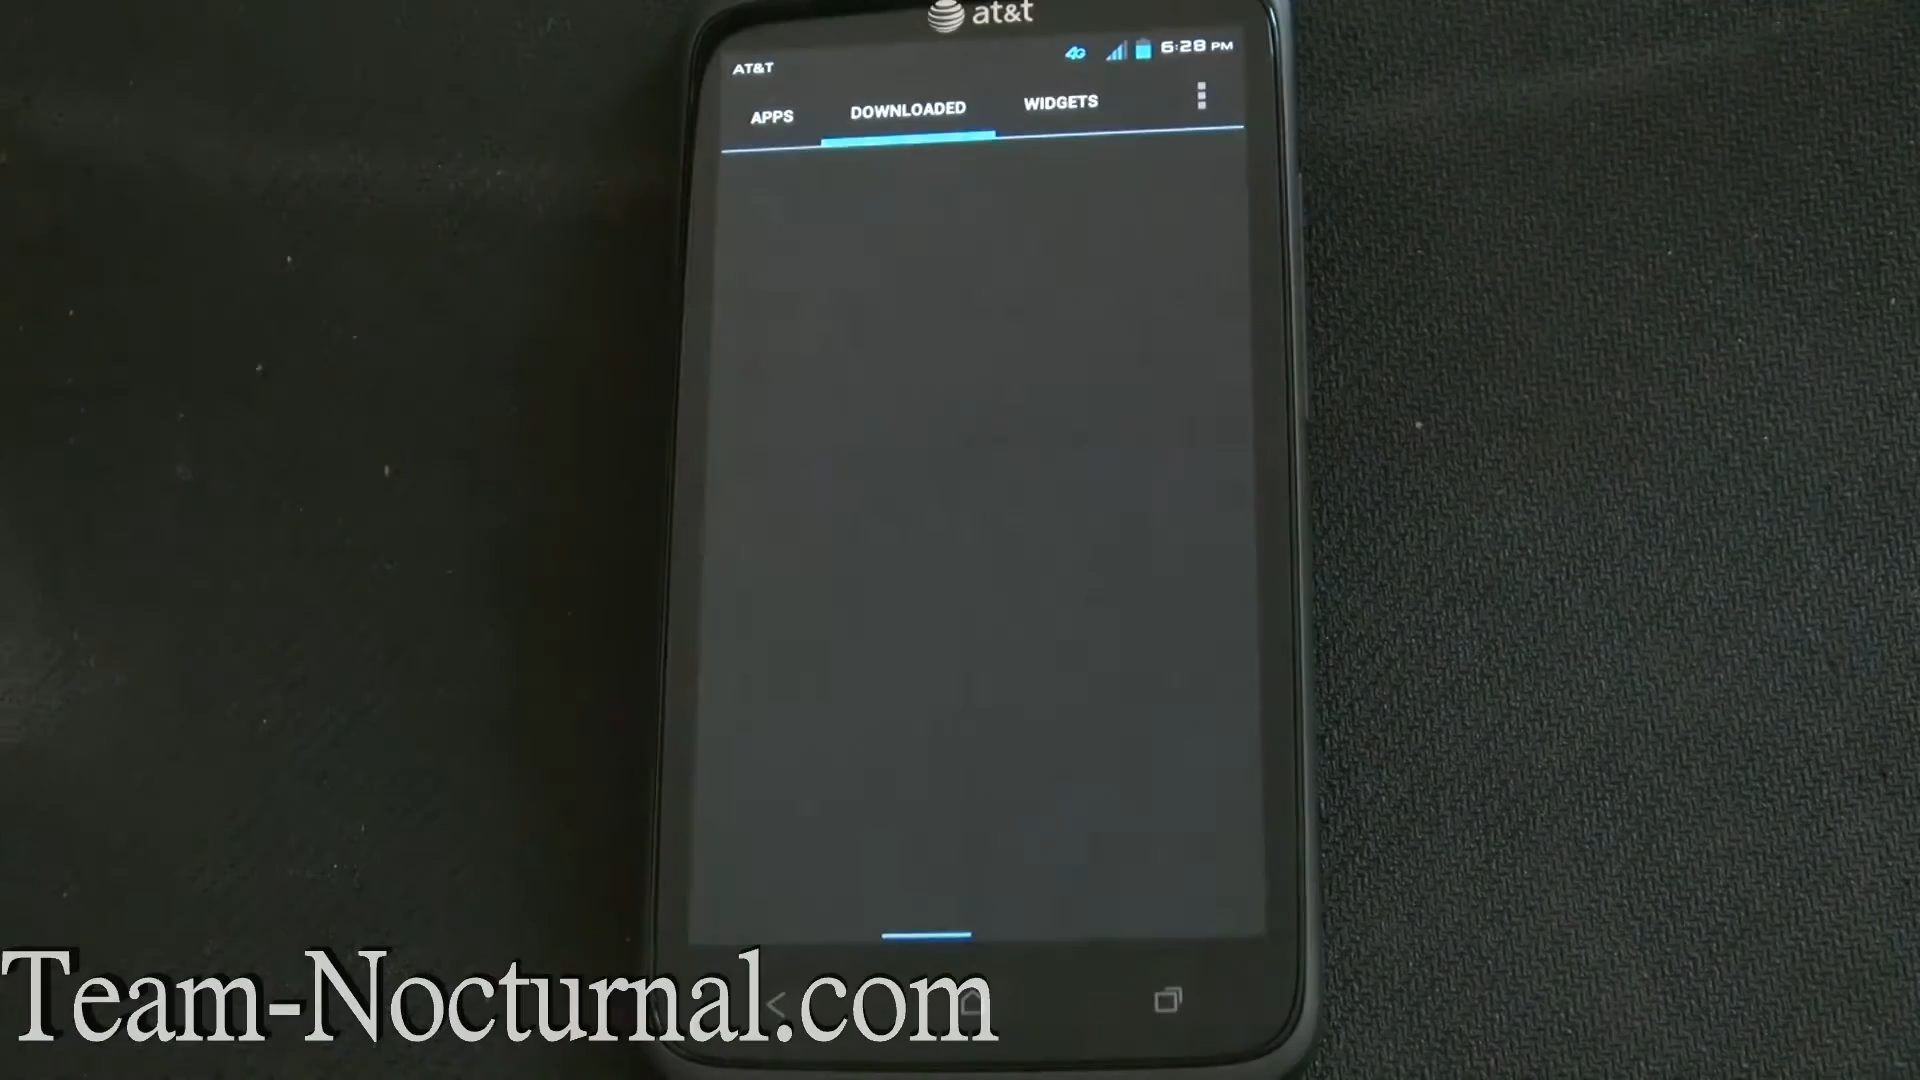 at&t
AT&T 4G 6:28 PM
APPS DOWNLOADED WIDGETS
Team-Nocturnal.com